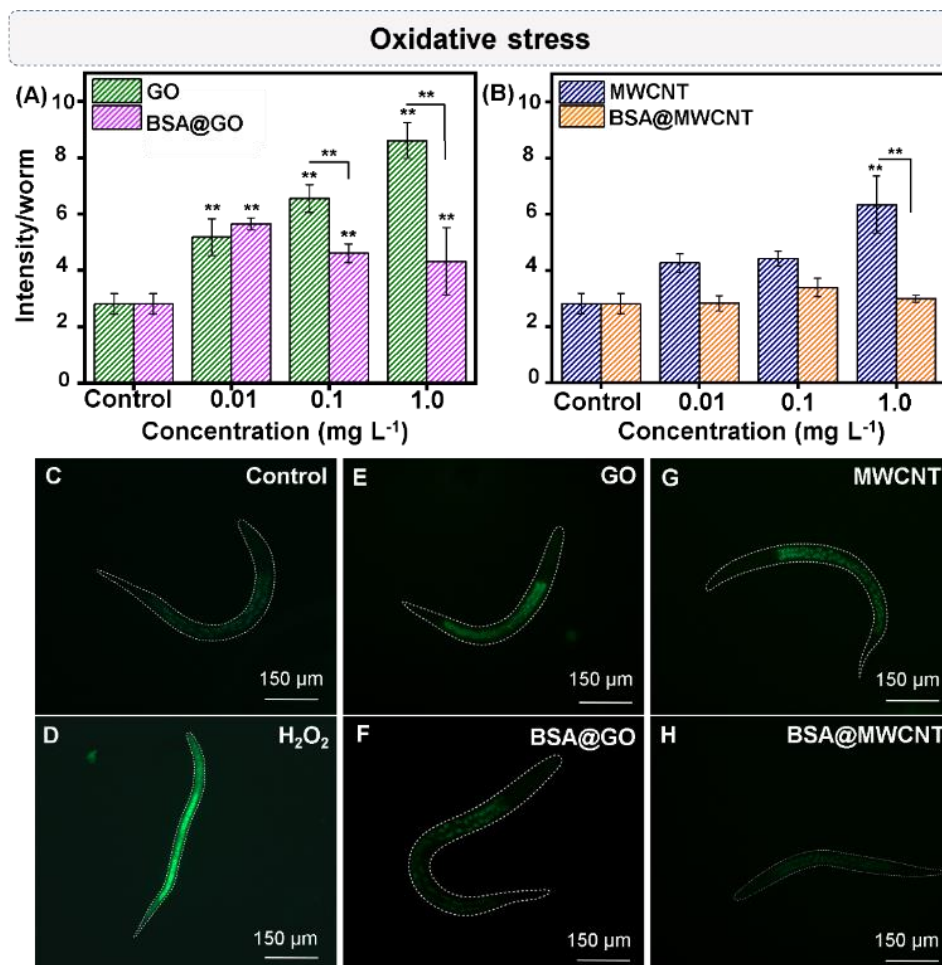 Oxidative stress
(A)
GO
BSA@GO
10
8
6
4
2
0
Intensity/worm
**
**
**
**
**
**
**
**
Control
0.01
0.1
1.0
Concentration (mg L⁻¹)
(B)
MWCNT
BSA@MWCNT
10
8
6
4
2
0
**
**
Control
0.01
0.1
1.0
Concentration (mg L⁻¹)
C
Control
150 µm
E
GO
150 µm
G
MWCNT
150 µm
D
H₂O₂
150 µm
F
BSA@GO
150 µm
H
BSA@MWCNT
150 µm